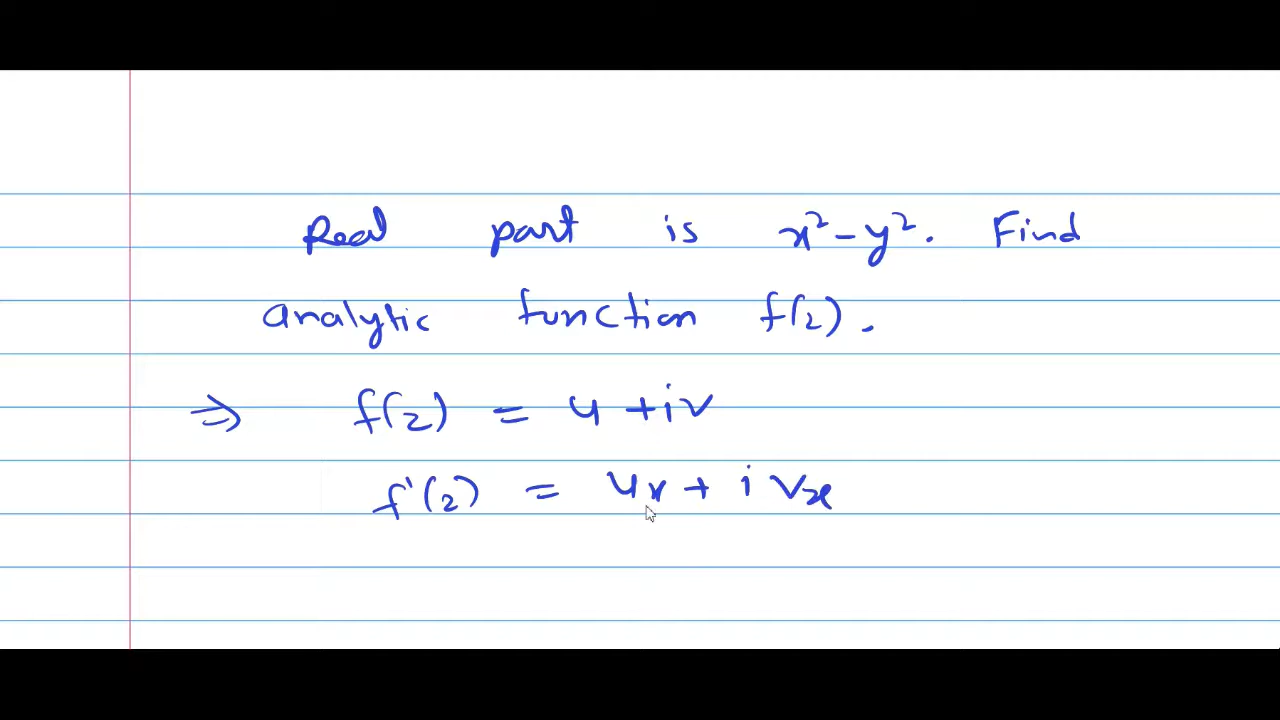 Real part is x² - y². Find
analytic function f(z).
⇒ f(z) = u + iv
f'(z) = ux + i vx